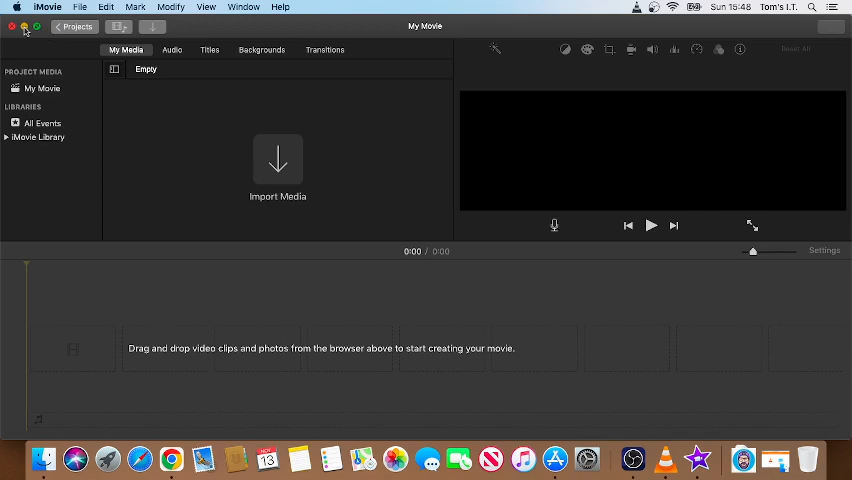 iMovie File Edit Mark Modify View Window Help Sun 15:48 Tom's I.T.
Projects My Movie
My Media Audio Titles Backgrounds Transitions Reset All
PROJECT MEDIA Empty
My Movie
LIBRARIES
All Events
iMovie Library
Import Media
0:00 / 0:00 Settings
Drag and drop video clips and photos from the browser above to start creating your movie.
NOV
13